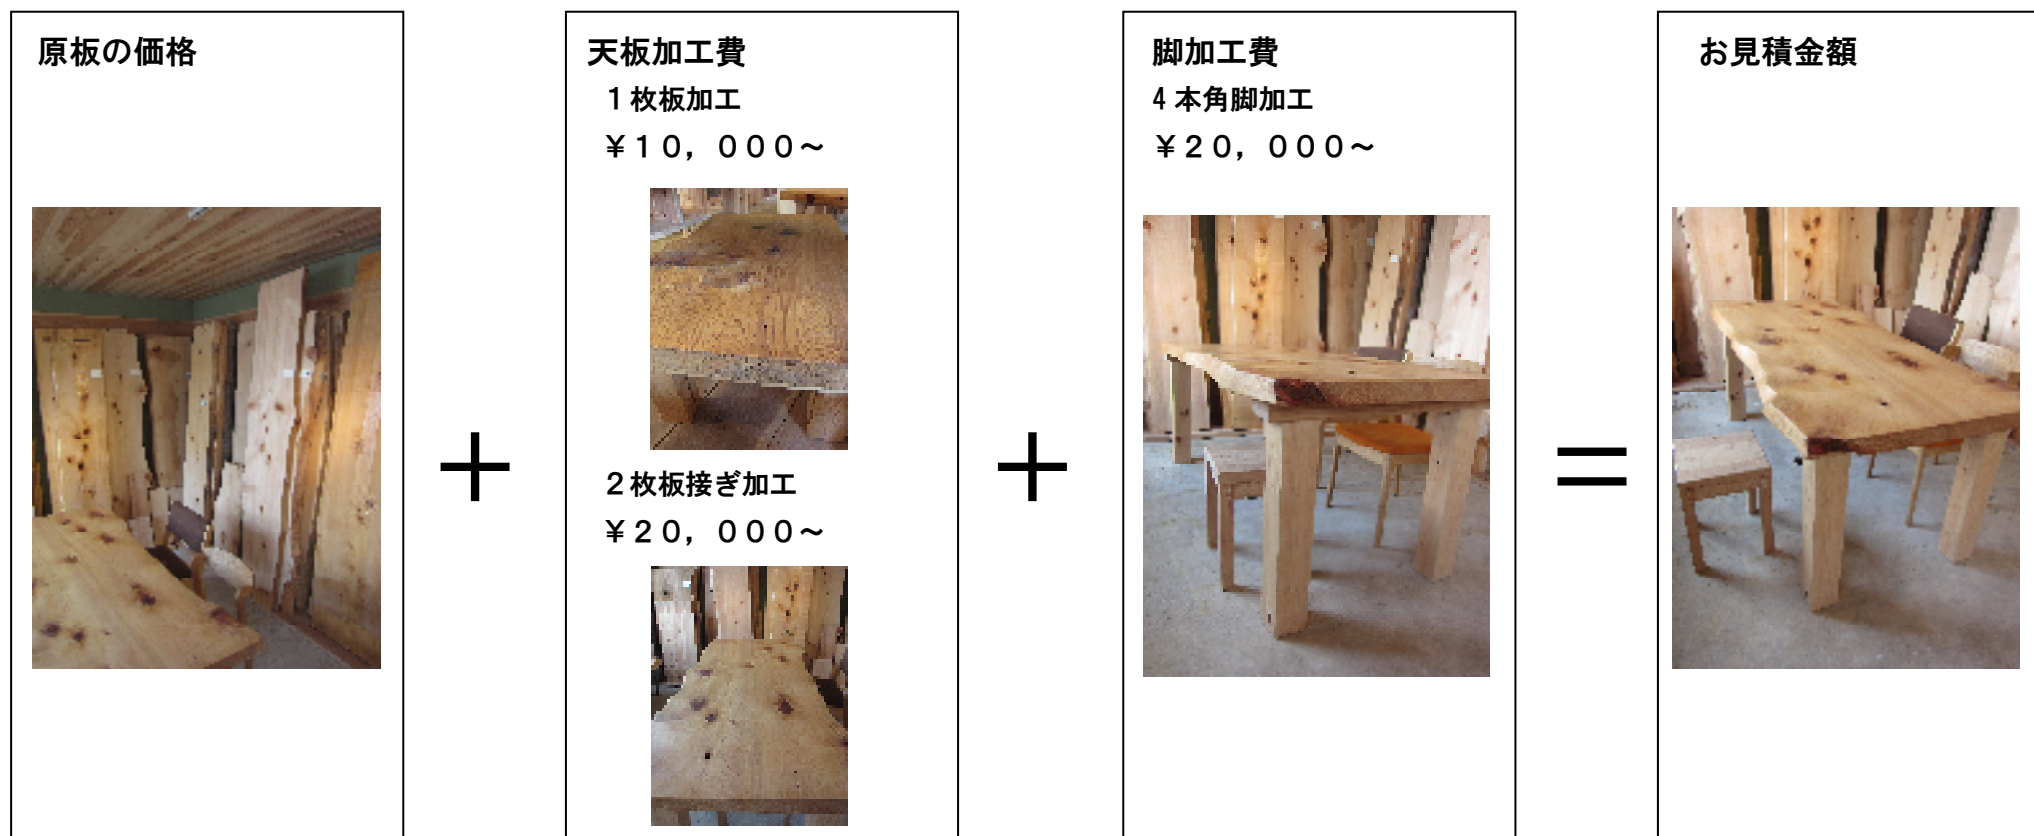 原板の価格
天板加工費
１枚板加工
￥１０，０００～
２枚板接ぎ加工
￥２０，０００～
脚加工費
４本角脚加工
￥２０，０００～
お見積金額
＋
＋
＝